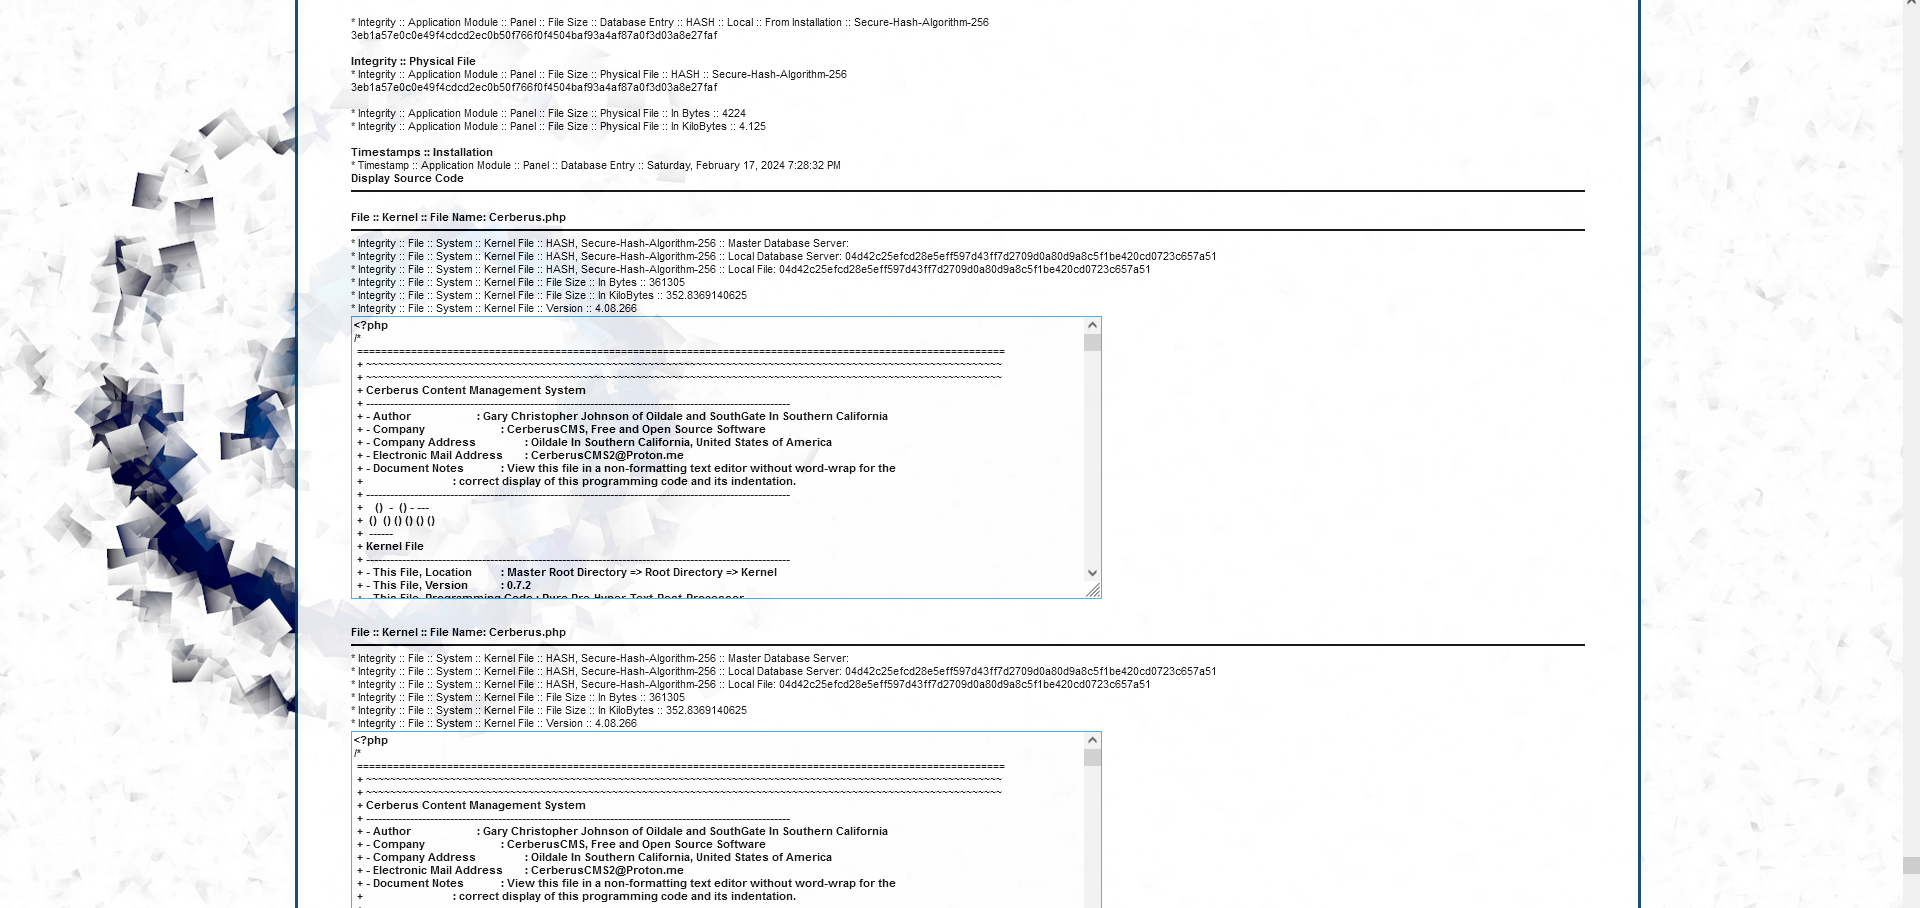 * Integrity :: Application Module :: Panel :: File Size :: Database Entry :: HASH :: Local :: From Installation :: Secure-Hash-Algorithm-256
3eb1a57e0c0e49f4cdcd2ec0b50f766f0f4504baf93a4af87a0f3d03a8e27faf
Integrity :: Physical File
* Integrity :: Application Module :: Panel :: File Size :: Physical File :: HASH :: Secure-Hash-Algorithm-256
3eb1a57e0c0e49f4cdcd2ec0b50f766f0f4504baf93a4af87a0f3d03a8e27faf
* Integrity :: Application Module :: Panel :: File Size :: Physical File :: In Bytes :: 4224
* Integrity :: Application Module :: Panel :: File Size :: Physical File :: In KiloBytes :: 4.125
Timestamps :: Installation
* Timestamp :: Application Module :: Panel :: Database Entry :: Saturday, February 17, 2024 7:28:32 PM
Display Source Code
File :: Kernel :: File Name: Cerberus.php
* Integrity :: File :: System :: Kernel File :: HASH, Secure-Hash-Algorithm-256 :: Master Database Server:
* Integrity :: File :: System :: Kernel File :: HASH, Secure-Hash-Algorithm-256 :: Local Database Server: 04d42c25efcd28e5eff597d43ff7d2709d0a80d9a8c5f1be420cd0723c657a51
* Integrity :: File :: System :: Kernel File :: HASH, Secure-Hash-Algorithm-256 :: Local File: 04d42c25efcd28e5eff597d43ff7d2709d0a80d9a8c5f1be420cd0723c657a51
* Integrity :: File :: System :: Kernel File :: File Size :: In Bytes :: 361305
* Integrity :: File :: System :: Kernel File :: File Size :: In KiloBytes :: 352.8369140625
* Integrity :: File :: System :: Kernel File :: Version :: 4.08.266
<?php
/*
============================================================================================================
+ ~~~~~~~~~~~~~~~~~~~~~~~~~~~~~~~~~~~~~~~~~~~~~~~~~~~~~~~~~~~~~~~~~~~~~~~~~~~~~~~~~~~~~~~~~~~~~~~~~~~~~~~~~~
+ ~~~~~~~~~~~~~~~~~~~~~~~~~~~~~~~~~~~~~~~~~~~~~~~~~~~~~~~~~~~~~~~~~~~~~~~~~~~~~~~~~~~~~~~~~~~~~~~~~~~~~~~~~~
+ Cerberus Content Management System
+ ----------------------------------------------------------------------------------------------------------
+ - Author : Gary Christopher Johnson of Oildale and SouthGate In Southern California
+ - Company : CerberusCMS, Free and Open Source Software
+ - Company Address : Oildale In Southern California, United States of America
+ - Electronic Mail Address : CerberusCMS2@Proton.me
+ - Document Notes : View this file in a non-formatting text editor without word-wrap for the
+ : correct display of this programming code and its indentation.
+ ----------------------------------------------------------------------------------------------------------
+ () - () - ---
+ () () () () () ()
+ ------
+ Kernel File
+ ----------------------------------------------------------------------------------------------------------
+ - This File, Location : Master Root Directory => Root Directory => Kernel
+ - This File, Version : 0.7.2
+ - This File, Programming Code : Pure Pre-Hyper-Text-Post-Processor
File :: Kernel :: File Name: Cerberus.php
* Integrity :: File :: System :: Kernel File :: HASH, Secure-Hash-Algorithm-256 :: Master Database Server:
* Integrity :: File :: System :: Kernel File :: HASH, Secure-Hash-Algorithm-256 :: Local Database Server: 04d42c25efcd28e5eff597d43ff7d2709d0a80d9a8c5f1be420cd0723c657a51
* Integrity :: File :: System :: Kernel File :: HASH, Secure-Hash-Algorithm-256 :: Local File: 04d42c25efcd28e5eff597d43ff7d2709d0a80d9a8c5f1be420cd0723c657a51
* Integrity :: File :: System :: Kernel File :: File Size :: In Bytes :: 361305
* Integrity :: File :: System :: Kernel File :: File Size :: In KiloBytes :: 352.8369140625
* Integrity :: File :: System :: Kernel File :: Version :: 4.08.266
<?php
/*
============================================================================================================
+ ~~~~~~~~~~~~~~~~~~~~~~~~~~~~~~~~~~~~~~~~~~~~~~~~~~~~~~~~~~~~~~~~~~~~~~~~~~~~~~~~~~~~~~~~~~~~~~~~~~~~~~~~~~
+ ~~~~~~~~~~~~~~~~~~~~~~~~~~~~~~~~~~~~~~~~~~~~~~~~~~~~~~~~~~~~~~~~~~~~~~~~~~~~~~~~~~~~~~~~~~~~~~~~~~~~~~~~~~
+ Cerberus Content Management System
+ ----------------------------------------------------------------------------------------------------------
+ - Author : Gary Christopher Johnson of Oildale and SouthGate In Southern California
+ - Company : CerberusCMS, Free and Open Source Software
+ - Company Address : Oildale In Southern California, United States of America
+ - Electronic Mail Address : CerberusCMS2@Proton.me
+ - Document Notes : View this file in a non-formatting text editor without word-wrap for the
+ : correct display of this programming code and its indentation.